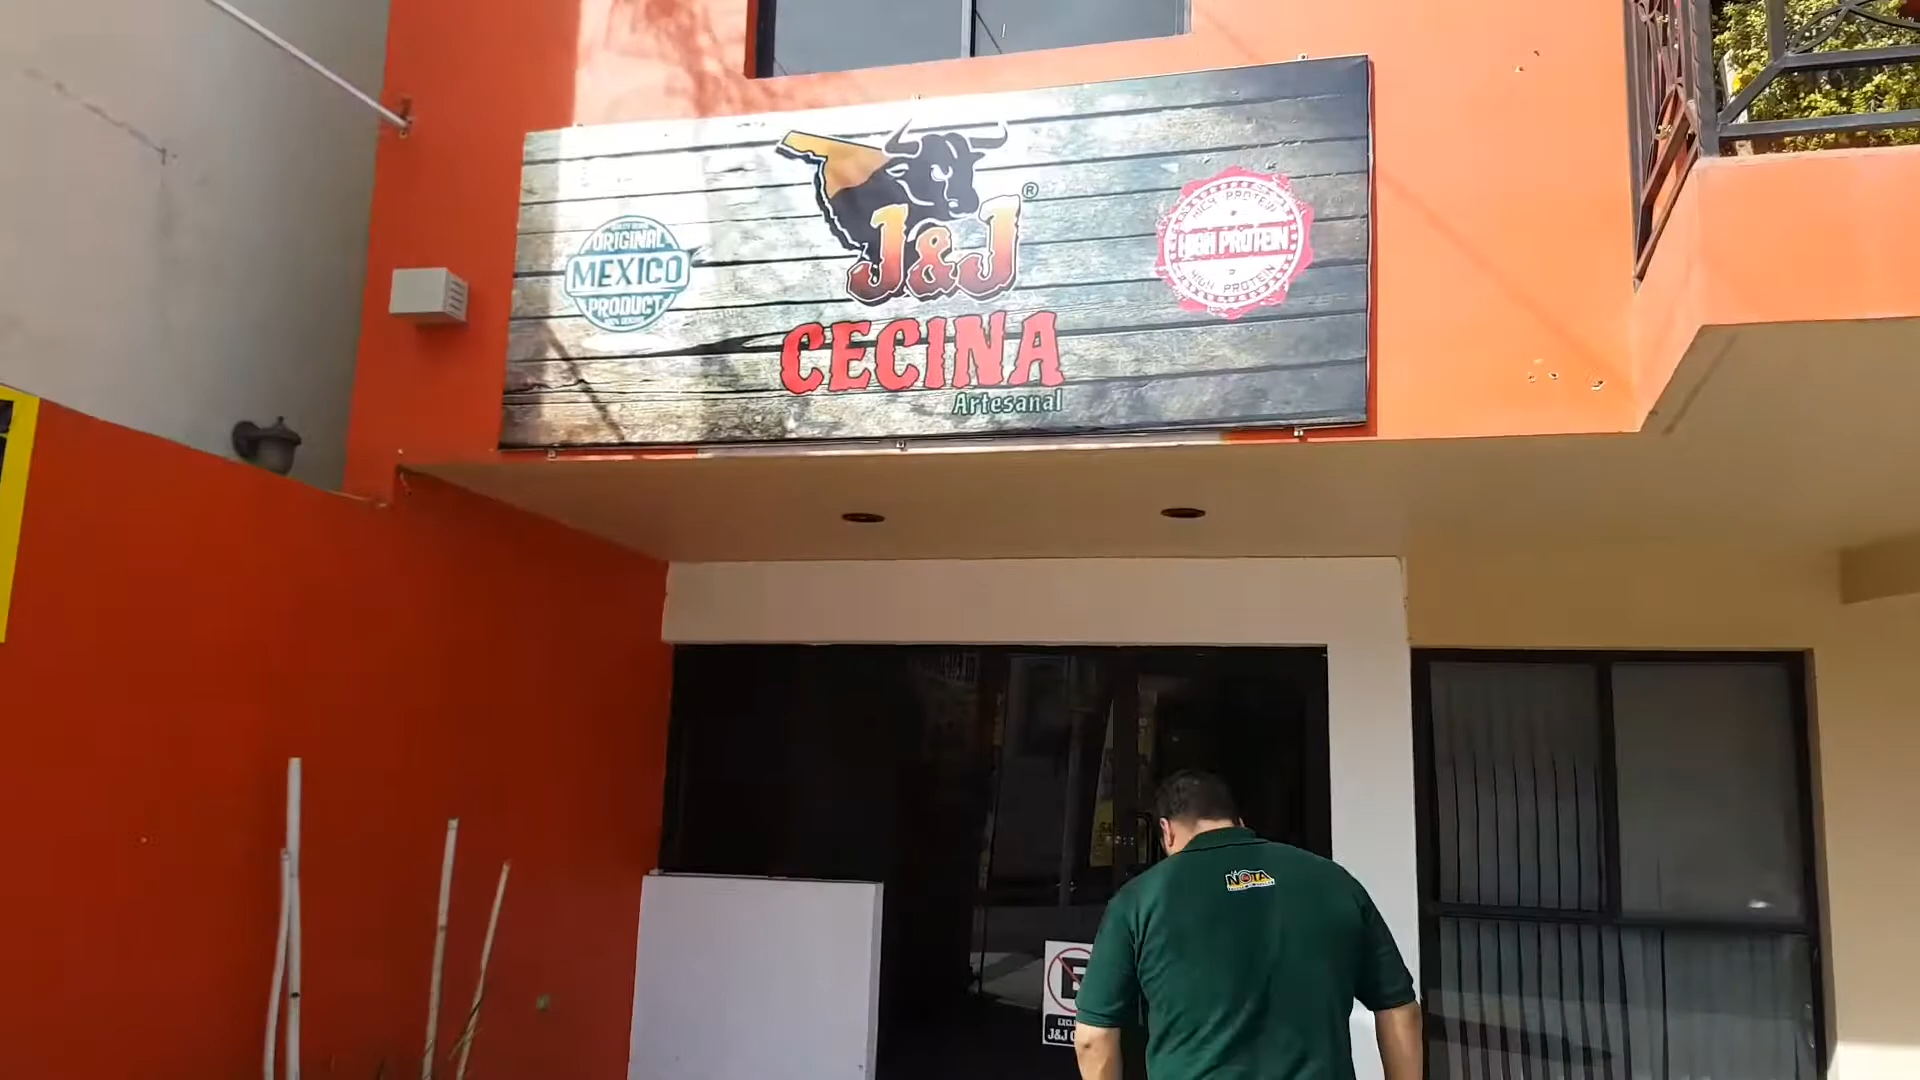 ORIGINAL
MEXICO
PRODUCT
J&J®
CECINA
Artesanal
HIGH PROTEIN
HIGH PROTEIN
HIGH PROTEIN
NOTA
E
J&J